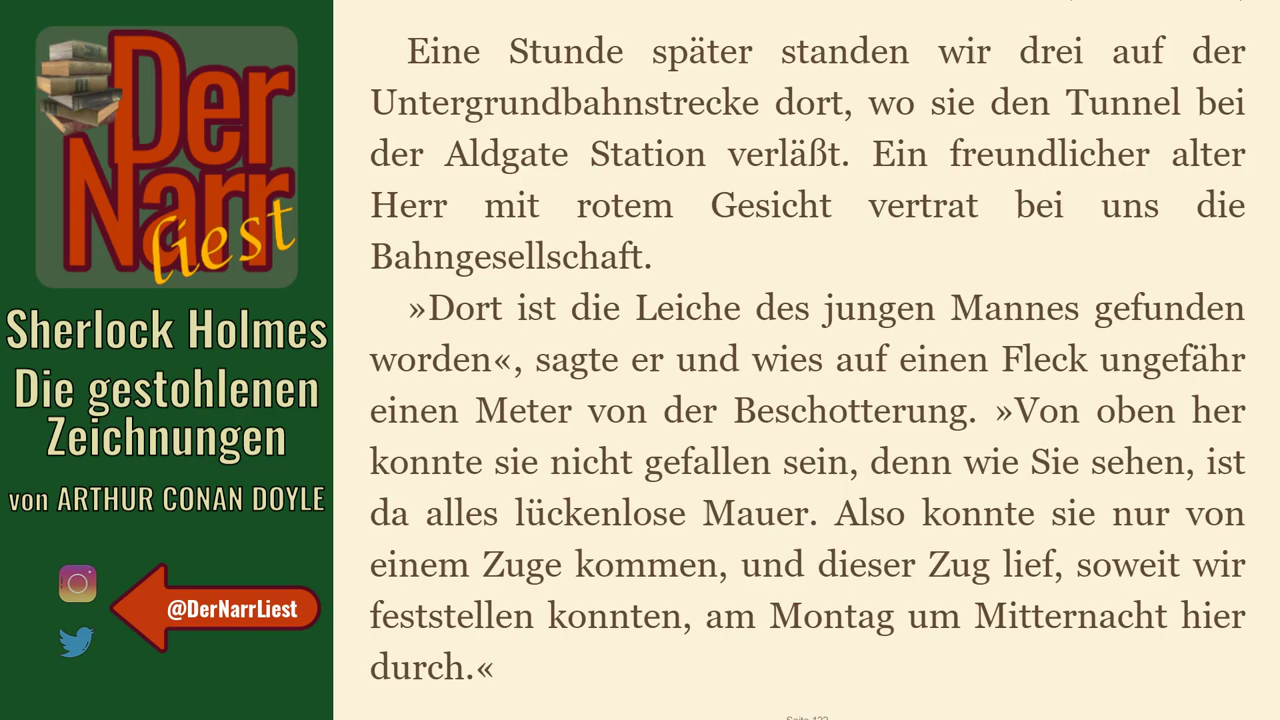 Der
Narr
liest
Sherlock Holmes
Die gestohlenen
Zeichnungen
von ARTHUR CONAN DOYLE
@DerNarrLiest
Eine Stunde später standen wir drei auf der
Untergrundbahnstrecke dort, wo sie den Tunnel bei
der Aldgate Station verläßt. Ein freundlicher alter
Herr mit rotem Gesicht vertrat bei uns die
Bahngesellschaft.
»Dort ist die Leiche des jungen Mannes gefunden
worden«, sagte er und wies auf einen Fleck ungefähr
einen Meter von der Beschotterung. »Von oben her
konnte sie nicht gefallen sein, denn wie Sie sehen, ist
da alles lückenlose Mauer. Also konnte sie nur von
einem Zuge kommen, und dieser Zug lief, soweit wir
feststellen konnten, am Montag um Mitternacht hier
durch.«